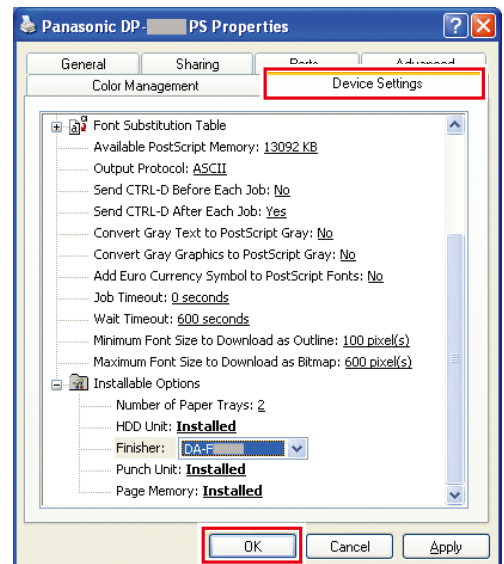 Panasonic DP- PS Properties
General Sharing Ports Advanced
Color Management Device Settings
Font Substitution Table
Available PostScript Memory: 13092 KB
Output Protocol: ASCII
Send CTRL-D Before Each Job: No
Send CTRL-D After Each Job: Yes
Convert Gray Text to PostScript Gray: No
Convert Gray Graphics to PostScript Gray: No
Add Euro Currency Symbol to PostScript Fonts: No
Job Timeout: 0 seconds
Wait Timeout: 600 seconds
Minimum Font Size to Download as Outline: 100 pixel(s)
Maximum Font Size to Download as Bitmap: 600 pixel(s)
Installable Options
Number of Paper Trays: 2
HDD Unit: Installed
Finisher: DA-F
Punch Unit: Installed
Page Memory: Installed
OK Cancel Apply